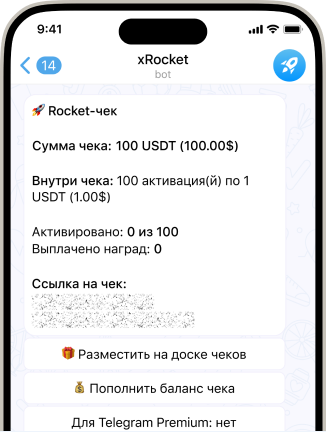 9:41
14
xRocket
bot
🚀 Rocket-чек
Сумма чека: 100 USDT (100.00$)
Внутри чека: 100 активация(й) по 1
USDT (1.00$)
Активировано: 0 из 100
Выплачено наград: 0
Ссылка на чек:
🎁 Разместить на доске чеков
💰 Пополнить баланс чека
Для Telegram Premium: нет